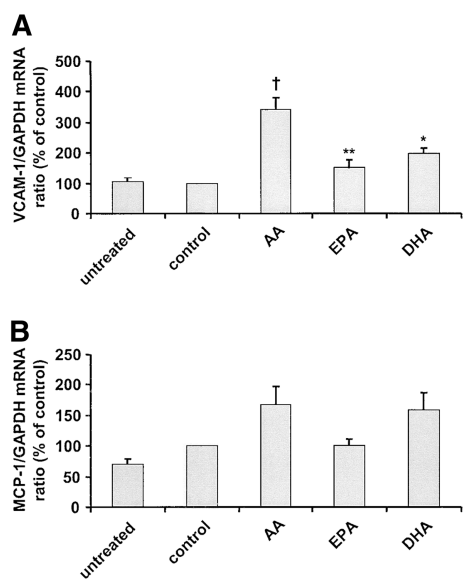 A
VCAM-1/GAPDH mRNA
ratio (% of control)
500
400
300
200
100
0
†
**
*
untreated
control
AA
EPA
DHA
B
MCP-1/GAPDH mRNA
ratio (% of control)
250
200
150
100
50
0
untreated
control
AA
EPA
DHA